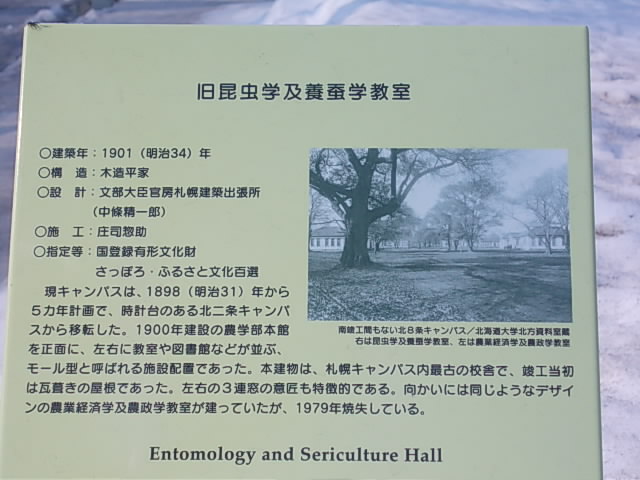 旧昆虫学及養蚕学教室
○建築年：1901（明治34）年
○構　造：木造平家
○設　計：文部大臣官房札幌建築出張所
（中條精一郎）
○施　工：庄司惣助
○指定等：国登録有形文化財
さっぽろ・ふるさと文化百選
現キャンパスは、1898（明治31）年から
5カ年計画で、時計台のある北二条キャンパ
スから移転した。1900年建設の農学部本館
を正面に、左右に教室や図書館などが並ぶ、
モール型と呼ばれる施設配置であった。本建物は、札幌キャンパス内最古の校舎で、竣工当初
は瓦葺きの屋根であった。左右の３連窓の意匠も特徴的である。向かいには同じようなデザイ
ンの農業経済学及農政学教室が建っていたが、1979年焼失している。
南竣工間もない北８条キャンパス／北海道大学北方資料室蔵
右は昆虫学及養蚕学教室、左は農業経済学及農政学教室
Entomology and Sericulture Hall